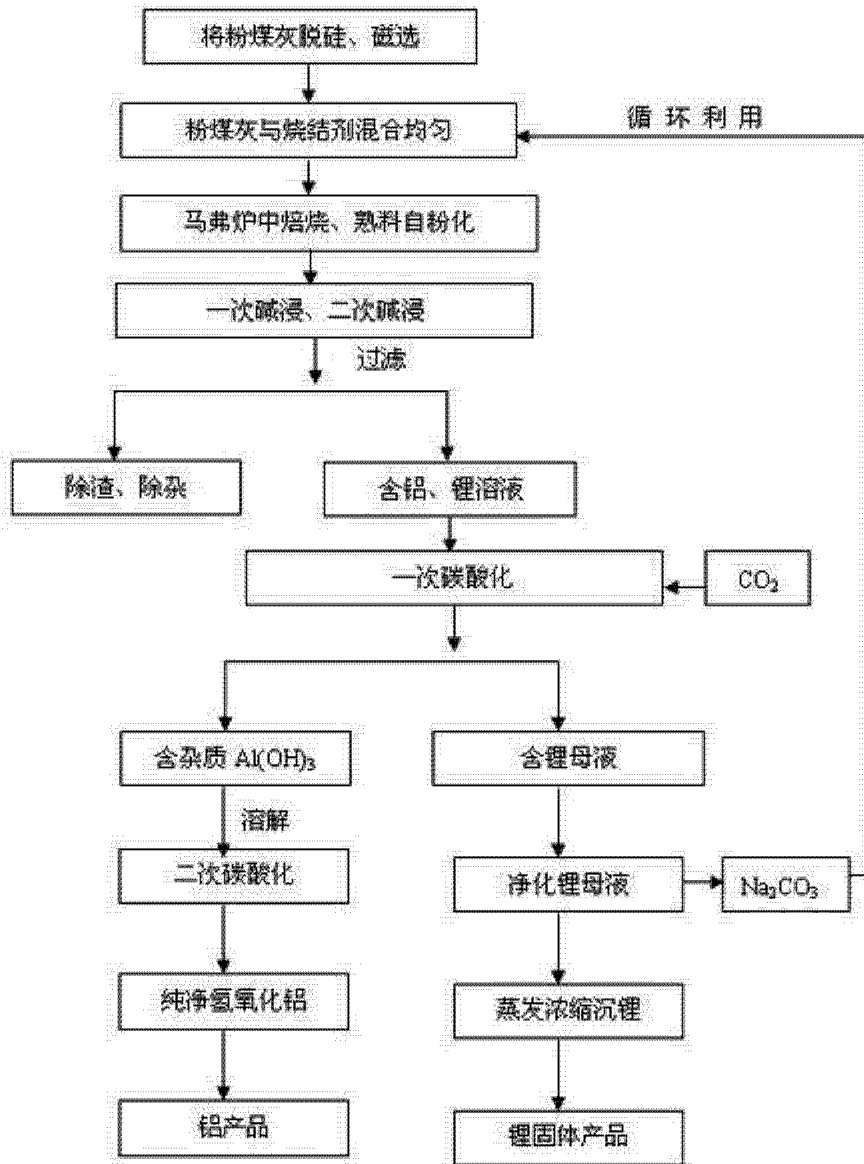 将粉煤灰脱硅、磁选
粉煤灰与烧结剂混合均匀
循环利用
马弗炉中焙烧、熟料自粉化
一次碱浸、二次碱浸
过滤
除渣、除杂
含铝、锂溶液
一次碳酸化
CO₂
含杂质 Al(OH)₃
含锂母液
溶解
二次碳酸化
净化锂母液
Na₂CO₃
纯净氢氧化铝
蒸发浓缩沉锂
铝产品
锂固体产品